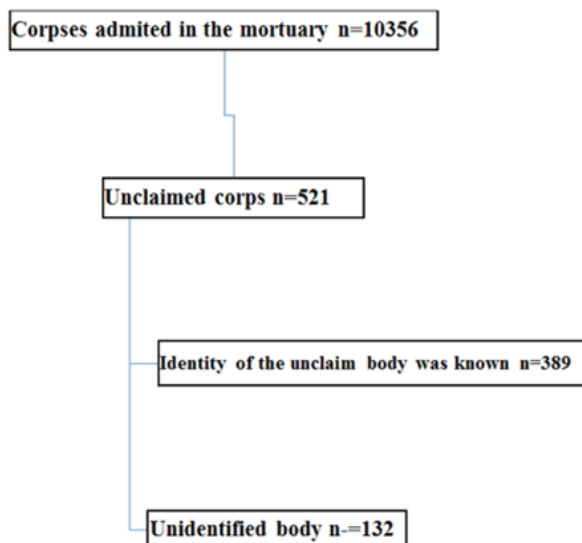 Corpses admited in the mortuary n=10356
Unclaimed corps n=521
Identity of the unclaim body was known n=389
Unidentified body n-=132